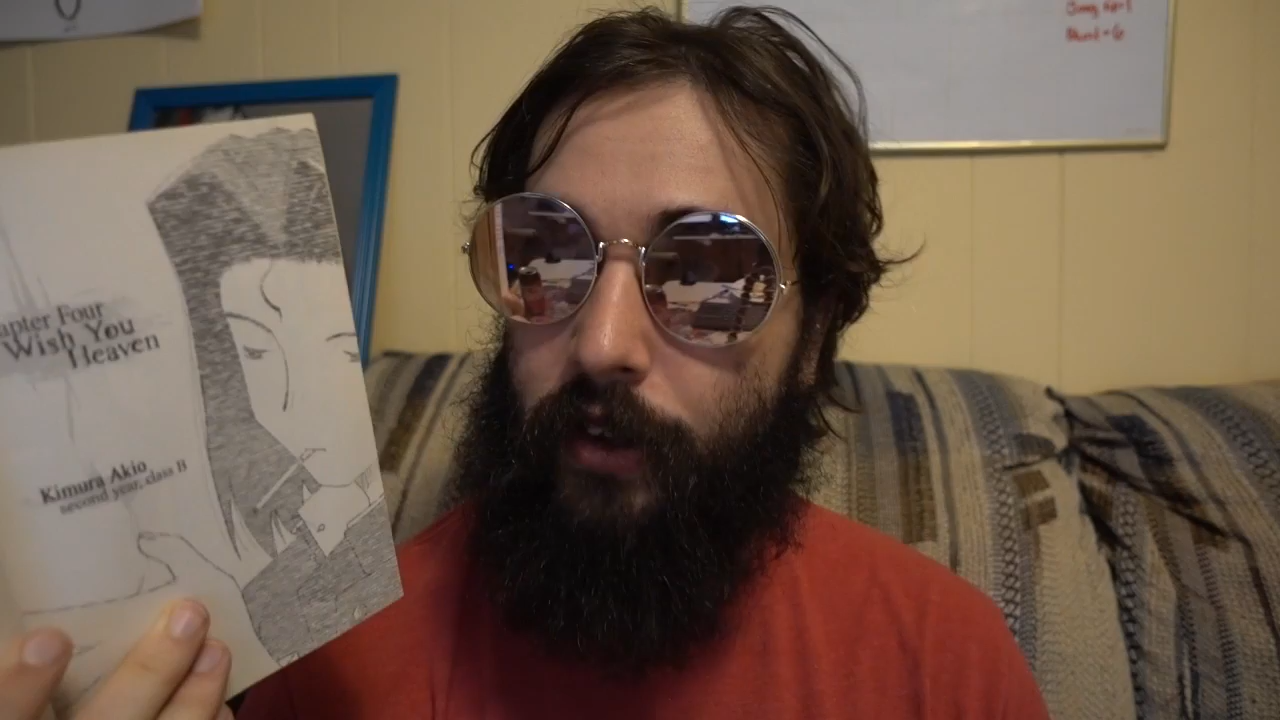 apter Four
Wish You
Heaven
Kimura Akio
second year, class B